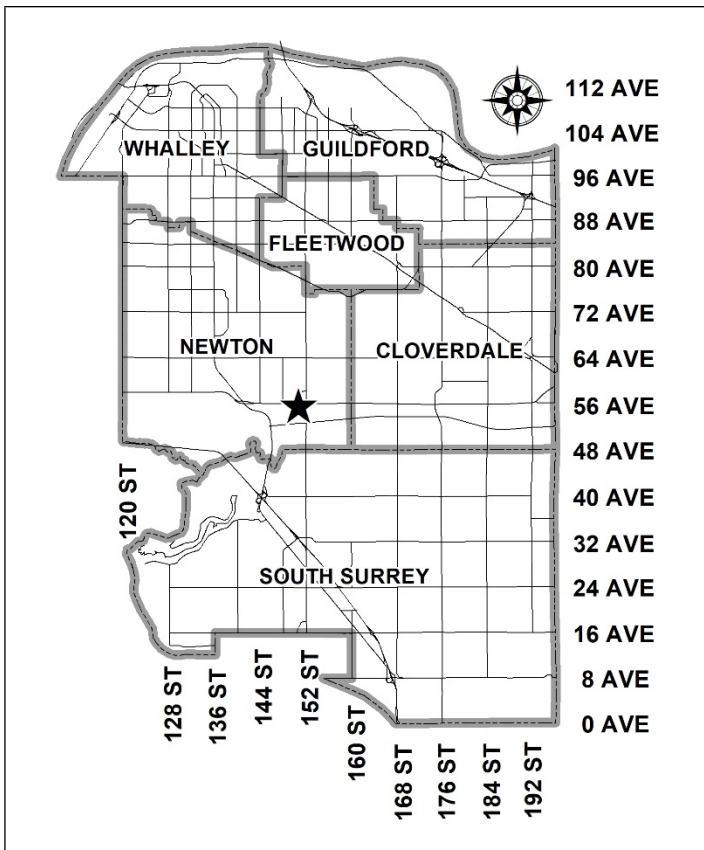 112 AVE
104 AVE
WHALLEY
GUILDFORD
96 AVE
88 AVE
FLEETWOOD
80 AVE
72 AVE
NEWTON
CLOVERDALE
64 AVE
56 AVE
48 AVE
120 ST
40 AVE
32 AVE
SOUTH SURREY
24 AVE
16 AVE
8 AVE
0 AVE
128 ST
136 ST
144 ST
152 ST
160 ST
168 ST
176 ST
184 ST
192 ST